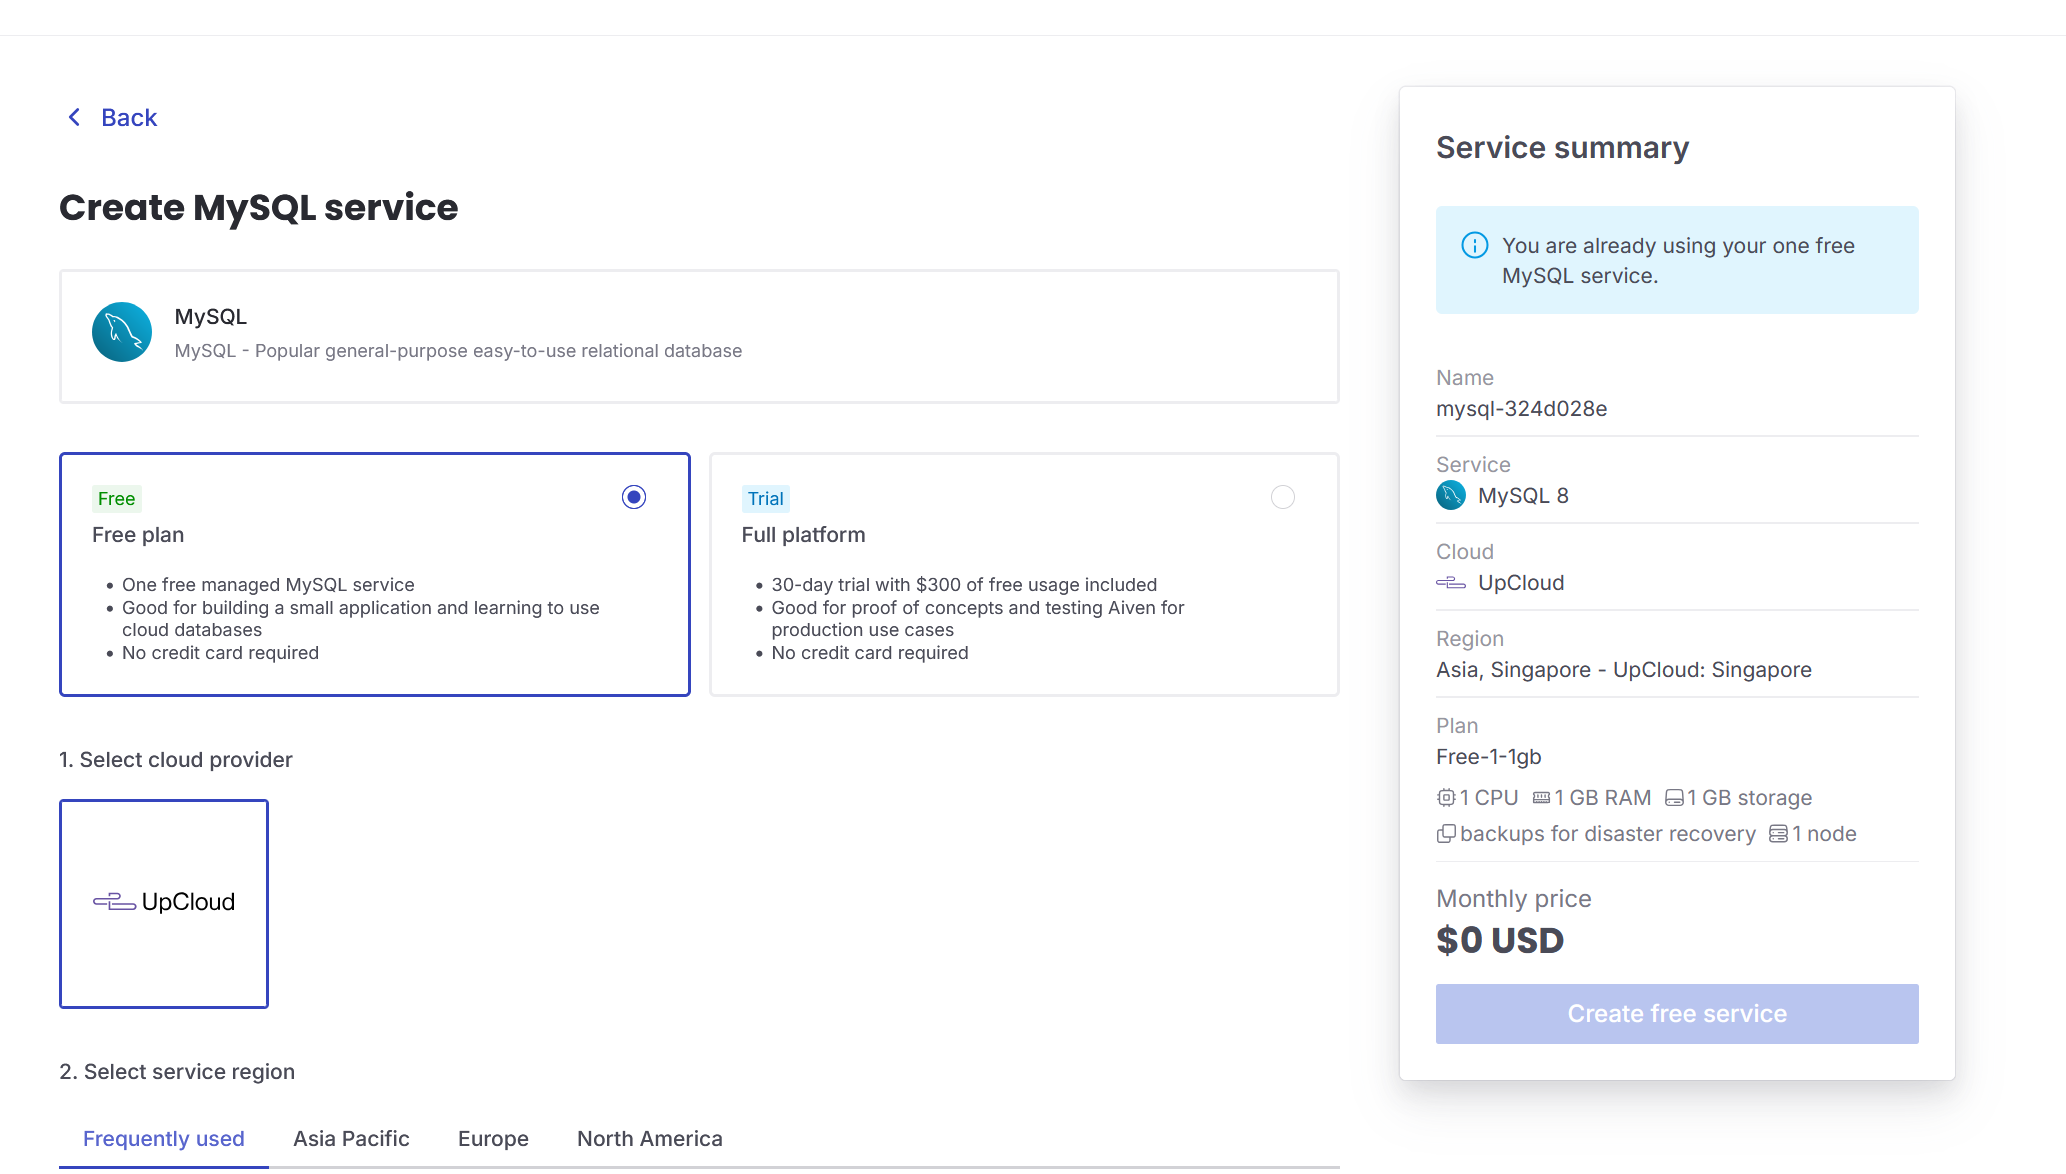 Back
Create MySQL service
MySQL
MySQL - Popular general-purpose easy-to-use relational database
Free
Free plan
• One free managed MySQL service
• Good for building a small application and learning to use
cloud databases
• No credit card required
Trial
Full platform
• 30-day trial with $300 of free usage included
• Good for proof of concepts and testing Aiven for
production use cases
• No credit card required
1. Select cloud provider
UpCloud
2. Select service region
Frequently used
Asia Pacific
Europe
North America
Service summary
You are already using your one free
MySQL service.
Name
mysql-324d028e
Service
MySQL 8
Cloud
UpCloud
Region
Asia, Singapore - UpCloud: Singapore
Plan
Free-1-1gb
1 CPU 1 GB RAM 1 GB storage
backups for disaster recovery 1 node
Monthly price
$0 USD
Create free service